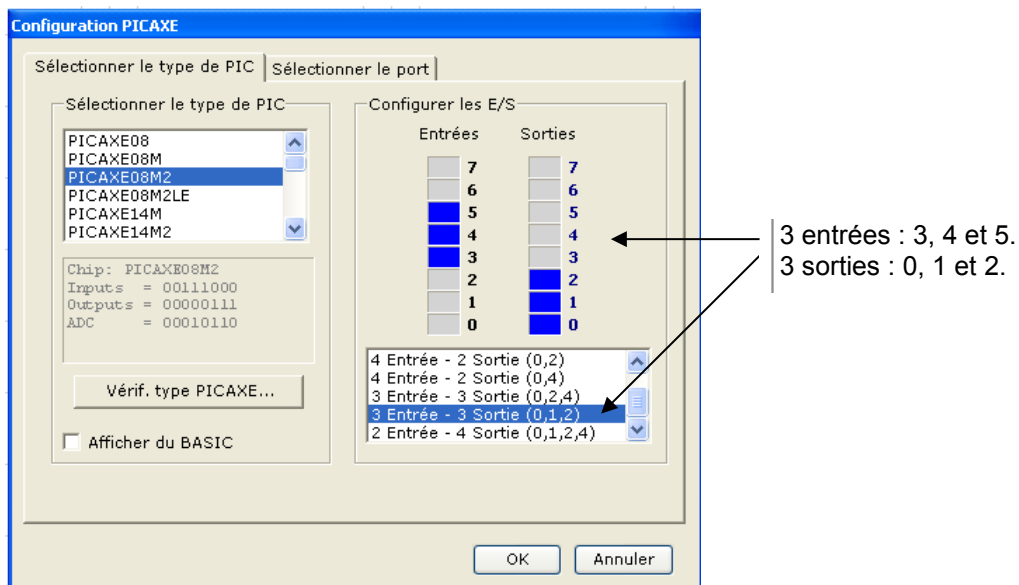 Configuration PICAXE
Sélectionner le type de PIC
Sélectionner le port
Sélectionner le type de PIC
PICAXE08
PICAXE08M
PICAXE08M2
PICAXE08M2LE
PICAXE14M
PICAXE14M2
Chip: PICAXE08M2
Inputs = 00111000
Outputs = 00000111
ADC = 00010110
Vérif. type PICAXE...
Afficher du BASIC
Configurer les E/S
Entrées Sorties
7 7
6 6
5 5
4 4
3 3
2 2
1 1
0 0
4 Entrée - 2 Sortie (0,2)
4 Entrée - 2 Sortie (0,4)
3 Entrée - 3 Sortie (0,2,4)
3 Entrée - 3 Sortie (0,1,2)
2 Entrée - 4 Sortie (0,1,2,4)
3 entrées : 3, 4 et 5.
3 sorties : 0, 1 et 2.
OK Annuler